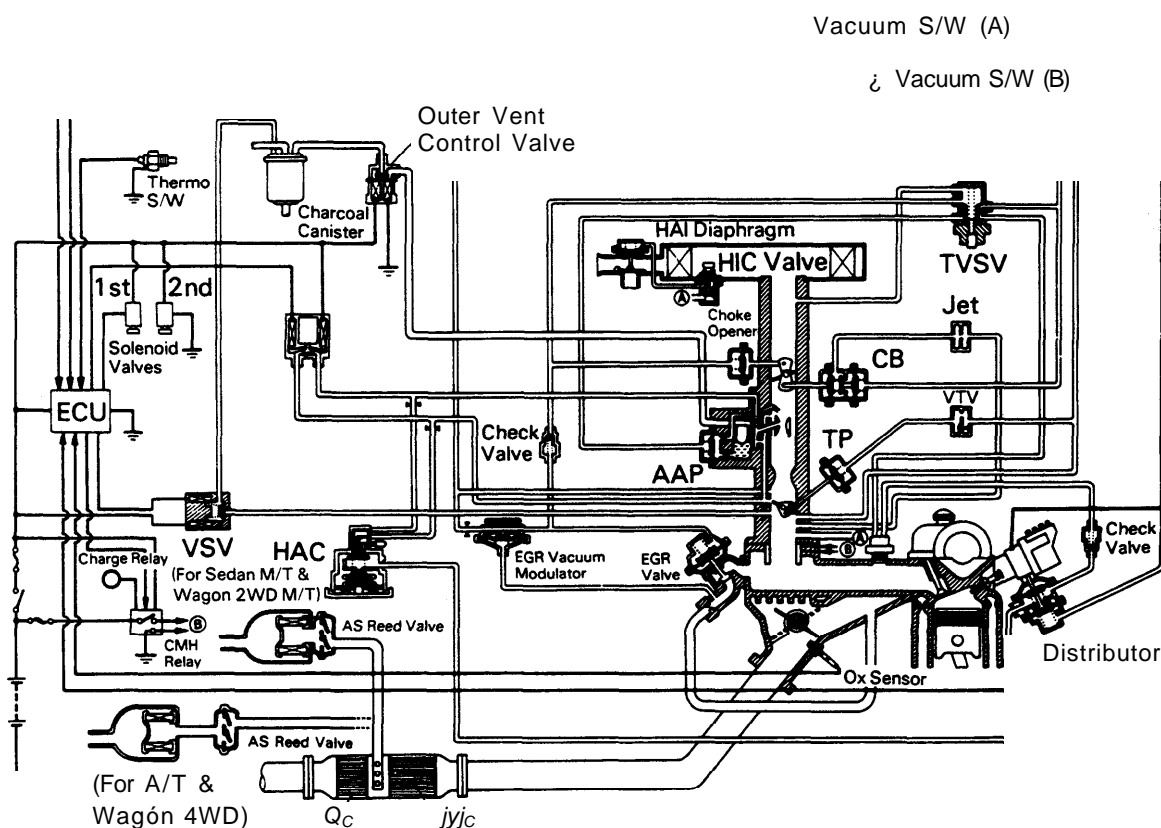 Vacuum S/W (A)
¿ Vacuum S/W (B)
Outer Vent
Control Valve
Thermo
S/W
Charcoal
Canister
HAI Diaphragm
HIC Valve
TVSV
1st 2nd
A
Choke
Opener
Jet
Solenoid
Valves
CB
ECU
VTV
Check
Valve
TP
AAP
VSV
HAC
A
B
Check
Valve
Charge Relay
(For Sedan M/T &
Wagon 2WD M/T)
EGR Vacuum
Modulator
EGR
Valve
B
CMH
Relay
AS Reed Valve
Distributor
Ox Sensor
AS Reed Valve
(For A/T &
Wagón 4WD)
Qc jyjc